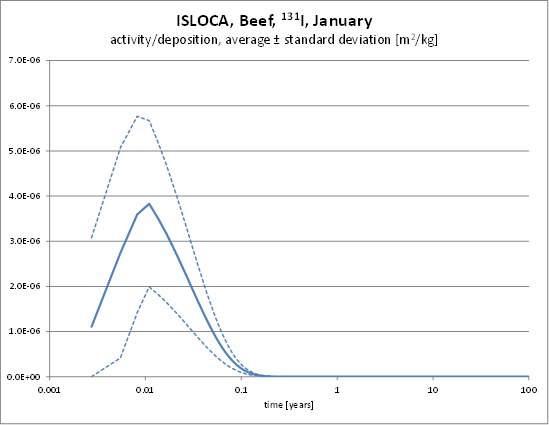 ISLOCA, Beef, ¹³¹I, January
activity/deposition, average ± standard deviation [m²/kg]
7.0E-06
6.0E-06
5.0E-06
4.0E-06
3.0E-06
2.0E-06
1.0E-06
0.0E+00
0.001 0.01 0.1 1 10 100
time [years]